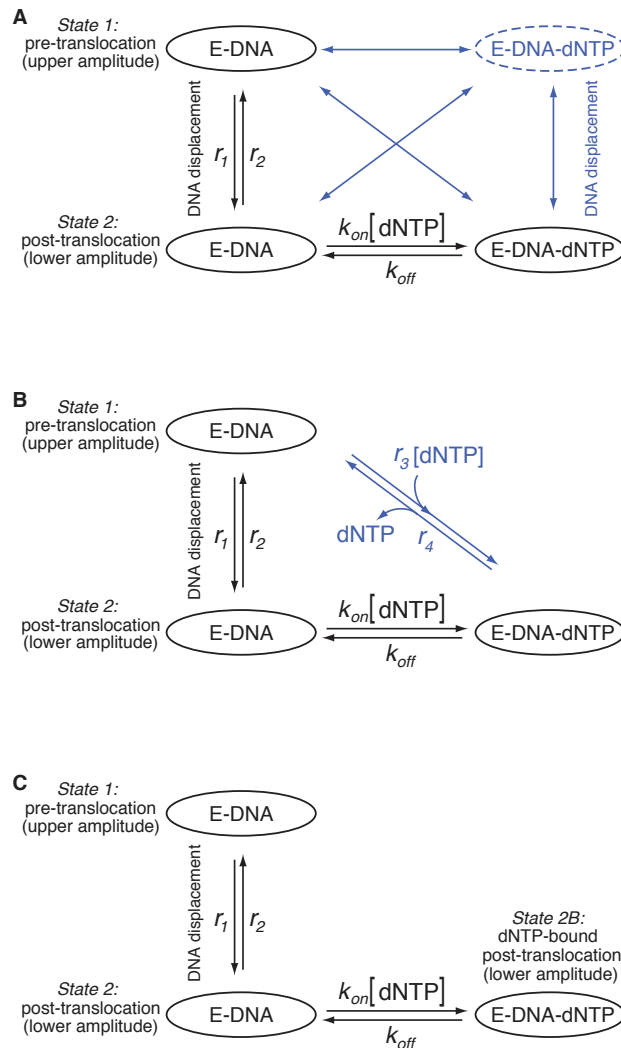 A
State 1:
pre-translocation
(upper amplitude)
E-DNA
E-DNA-dNTP
DNA displacement
r1
r2
DNA displacement
State 2:
post-translocation
(lower amplitude)
E-DNA
kon[dNTP]
koff
E-DNA-dNTP
B
State 1:
pre-translocation
(upper amplitude)
E-DNA
r3[dNTP]
dNTP
r4
DNA displacement
r1
r2
State 2:
post-translocation
(lower amplitude)
E-DNA
kon[dNTP]
koff
E-DNA-dNTP
C
State 1:
pre-translocation
(upper amplitude)
E-DNA
DNA displacement
r1
r2
State 2B:
dNTP-bound
post-translocation
(lower amplitude)
State 2:
post-translocation
(lower amplitude)
E-DNA
kon[dNTP]
koff
E-DNA-dNTP